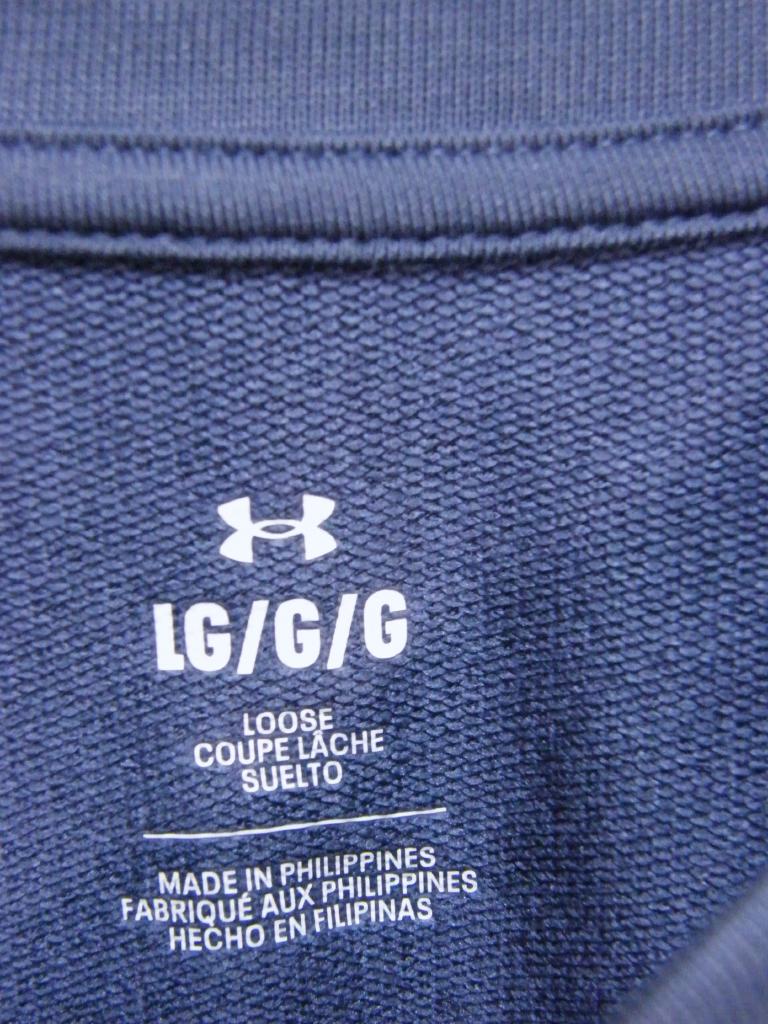 LG/G/G
LOOSE
COUPE LÂCHE
SUELTO
MADE IN PHILIPPINES
FABRIQUÉ AUX PHILIPPINES
HECHO EN FILIPINAS